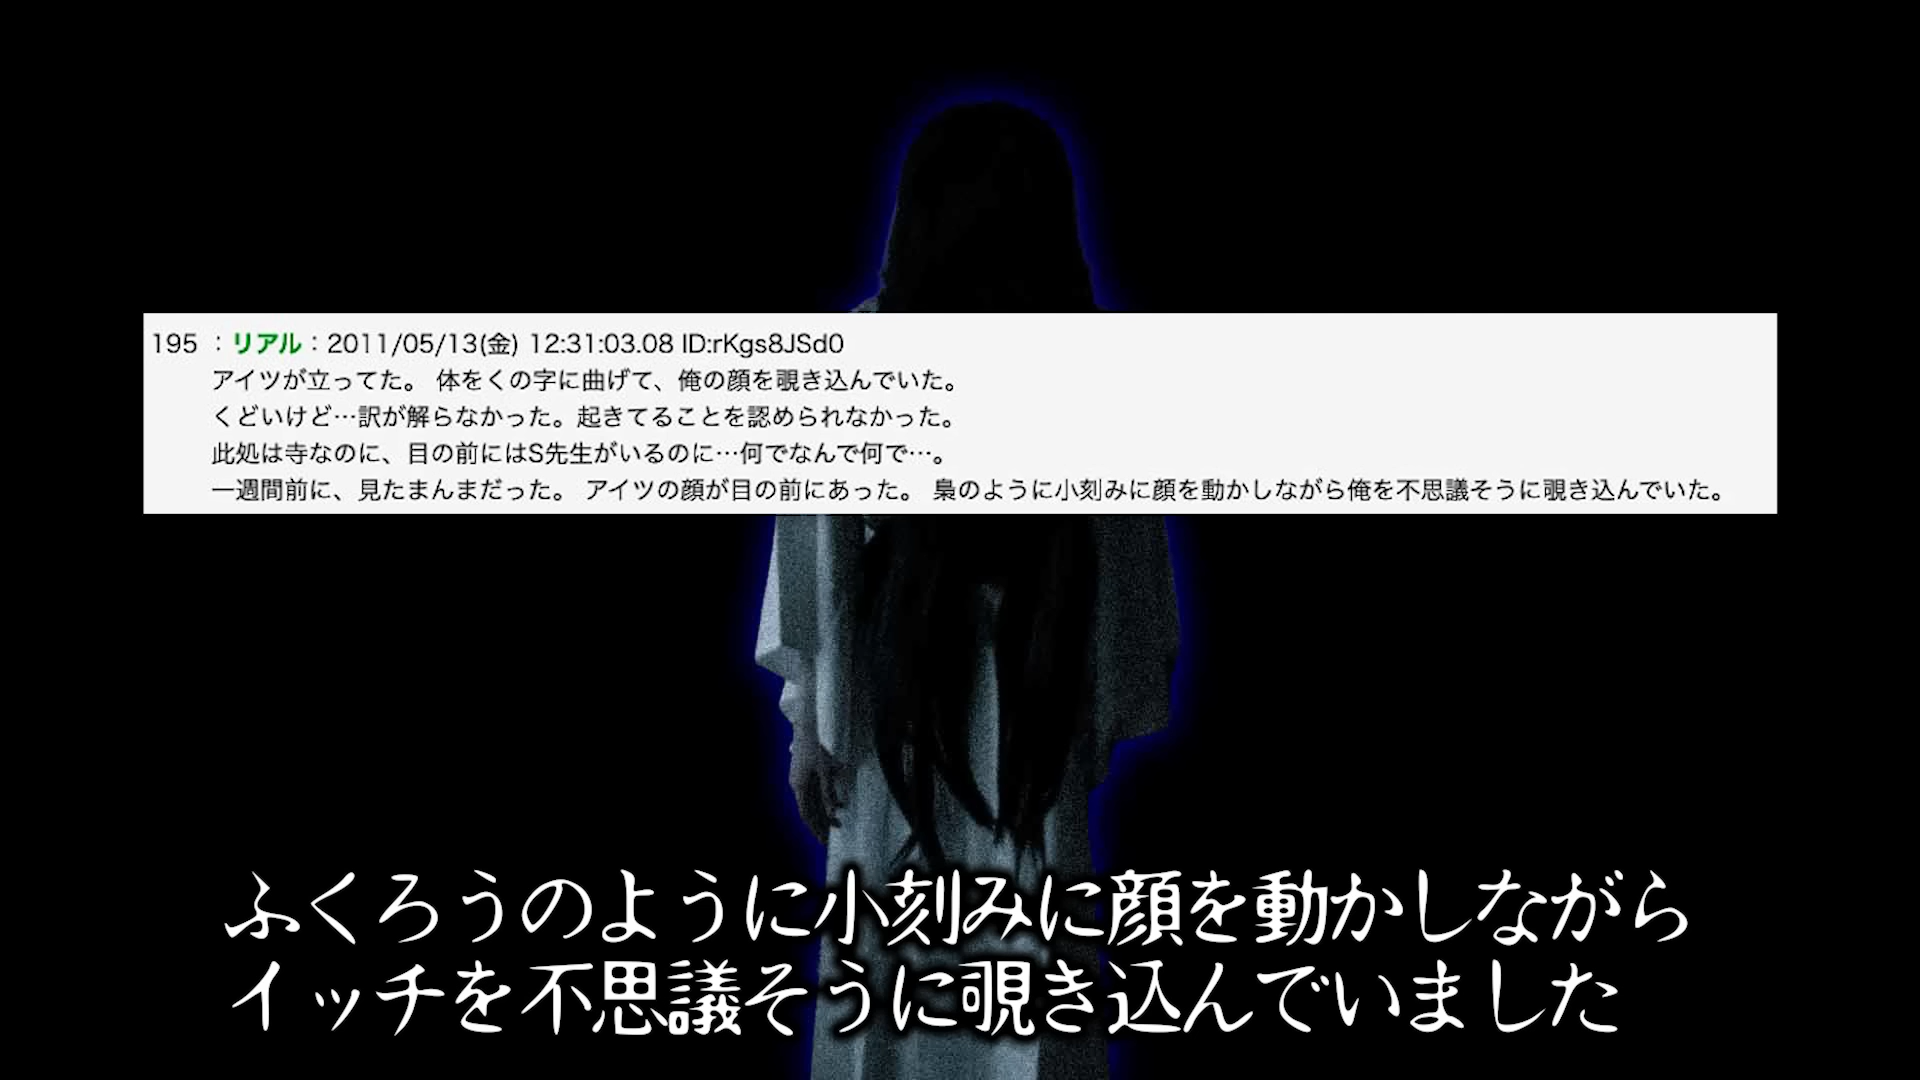 195 ：リアル：2011/05/13(金) 12:31:03.08 ID:rKgs8JSd0
アイツが立ってた。 体をくの字に曲げて、俺の顔を覗き込んでいた。
くどいけど…訳が解らなかった。起きてることを認められなかった。
此処は寺なのに、目の前にはS先生がいるのに…何でなんで何で…。
一週間前に、見たまんまだった。 アイツの顔が目の前にあった。 梟のように小刻みに顔を動かしながら俺を不思議そうに覗き込んでいた。
ふくろうのように小刻みに顔を動かしながら
イッチを不思議そうに覗き込んでいました